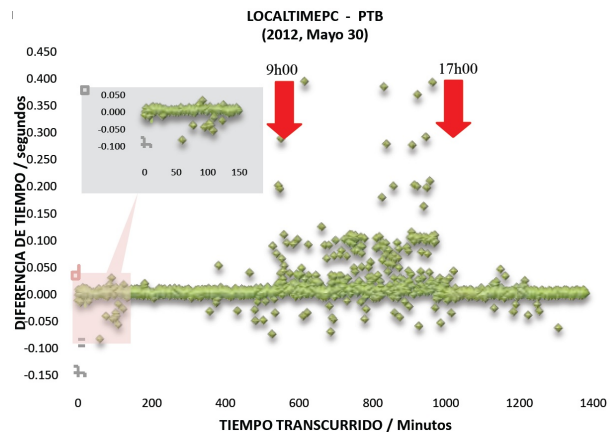 LOCALTIMEPC - PTB
(2012, Mayo 30)
9h00
17h00
DIFERENCIA DE TIEMPO / segundos
0.450
0.400
0.350
0.300
0.250
0.200
0.150
0.100
0.050
0.000
-0.050
-0.100
-0.150
0.050
0.000
-0.050
-0.100
0 50 100 150
0 200 400 600 800 1000 1200 1400
TIEMPO TRANSCURRIDO / Minutos